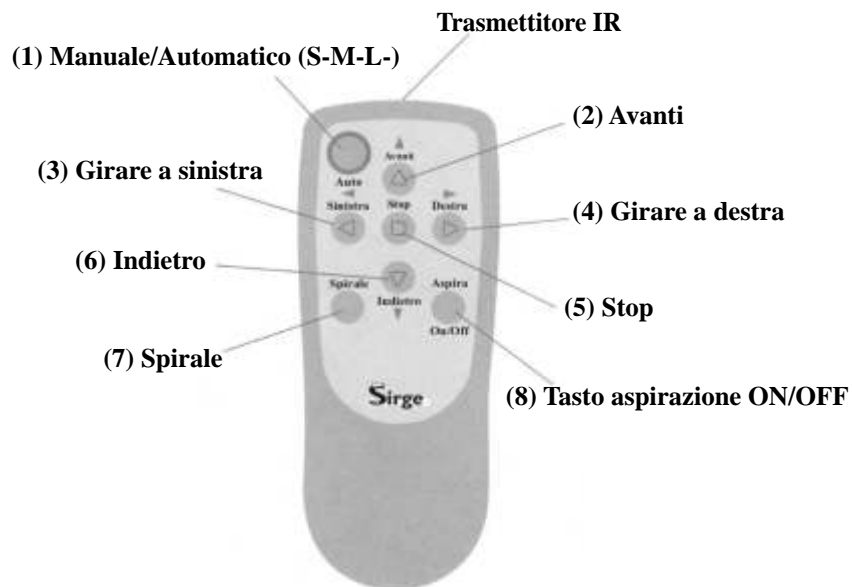 Trasmettitore IR
(1) Manuale/Automatico (S-M-L-)
(2) Avanti
(3) Girare a sinistra
(4) Girare a destra
(6) Indietro
(5) Stop
(7) Spirale
(8) Tasto aspirazione ON/OFF
Avanti
Auto
Sinistra Stop Destra
Spirale Aspira
Indietro
On/Off
Sirge